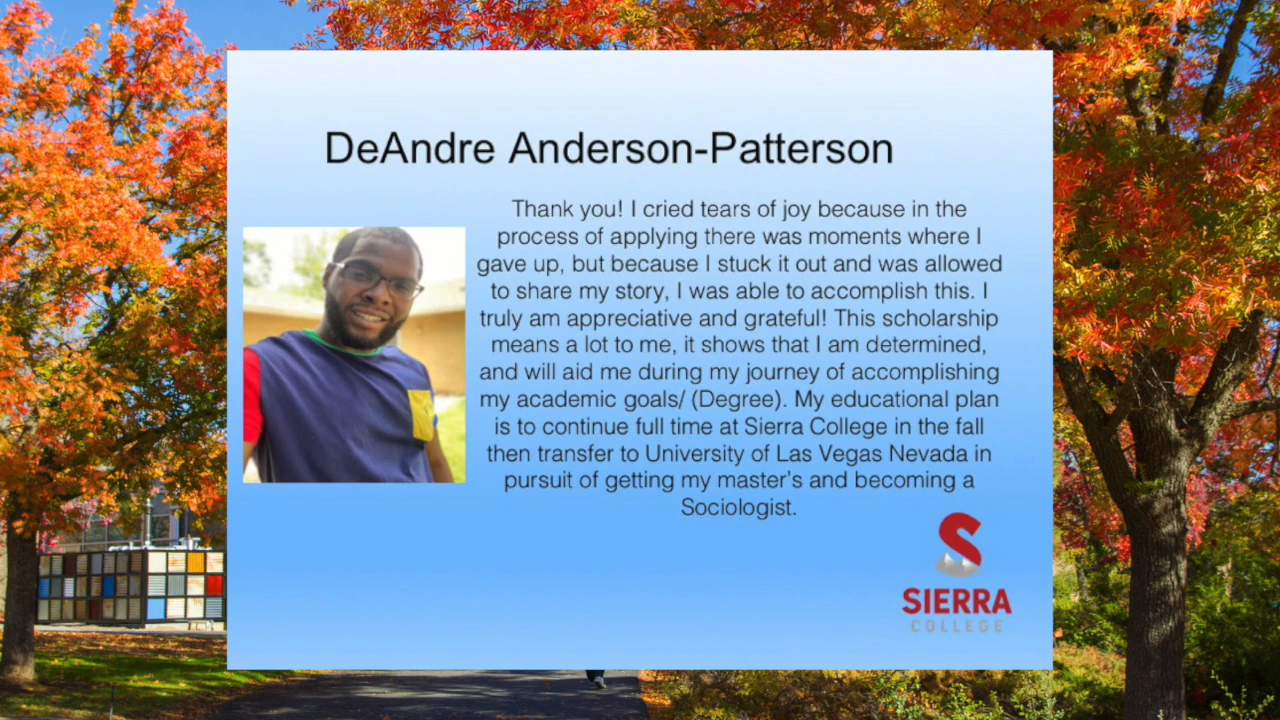 DeAndre Anderson-Patterson
Thank you! I cried tears of joy because in the
process of applying there was moments where I
gave up, but because I stuck it out and was allowed
to share my story, I was able to accomplish this. I
truly am appreciative and grateful! This scholarship
means a lot to me, it shows that I am determined,
and will aid me during my journey of accomplishing
my academic goals/ (Degree). My educational plan
is to continue full time at Sierra College in the fall
then transfer to University of Las Vegas Nevada in
pursuit of getting my master's and becoming a
Sociologist.
SIERRA
COLLEGE